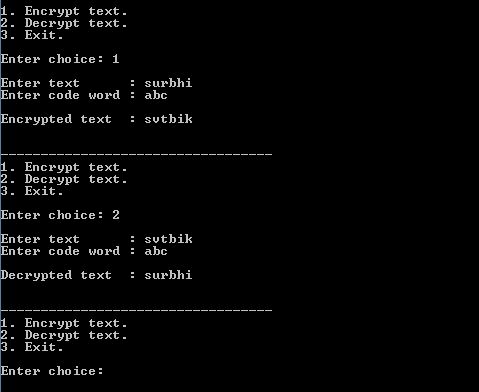 1. Encrypt text.
2. Decrypt text.
3. Exit.
Enter choice: 1
Enter text      : surbhi
Enter code word : abc
Encrypted text  : svtbik
__________________________________
1. Encrypt text.
2. Decrypt text.
3. Exit.
Enter choice: 2
Enter text      : svtbik
Enter code word : abc
Decrypted text  : surbhi
__________________________________
1. Encrypt text.
2. Decrypt text.
3. Exit.
Enter choice: